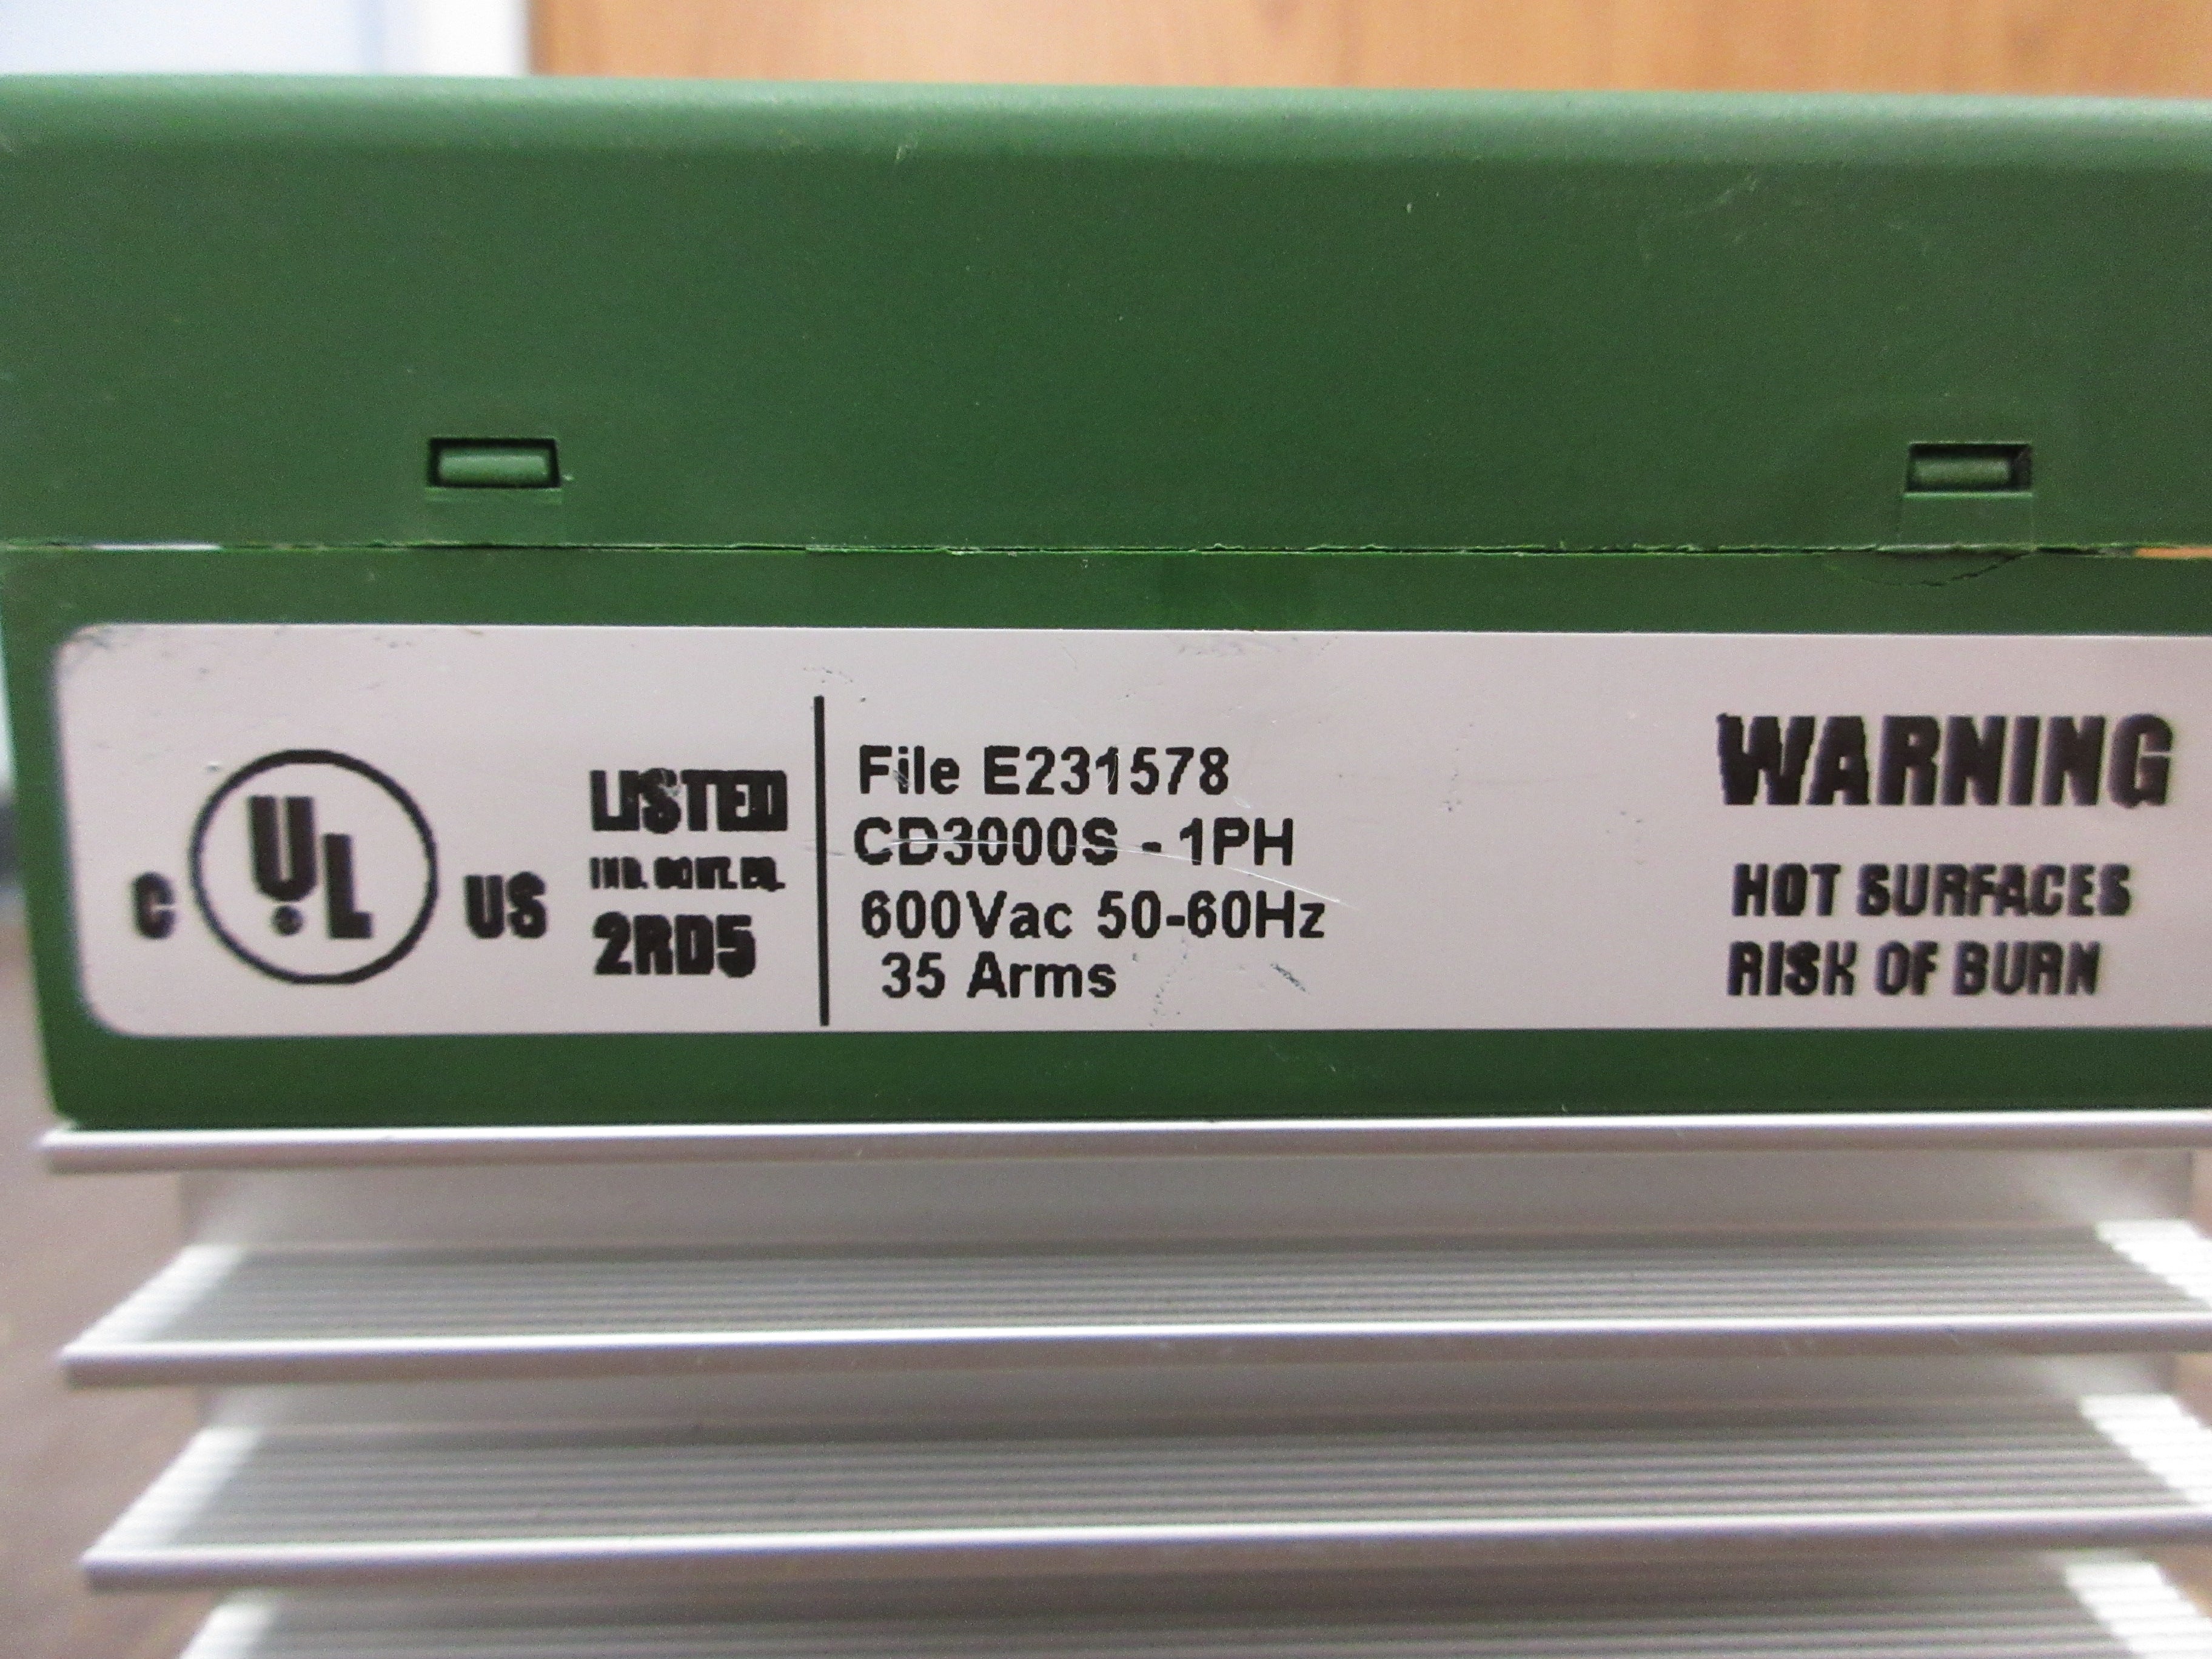 C UL US
LISTED
IND. CONT. EQ.
2RD5
File E231578
CD3000S - 1PH
600Vac 50-60Hz
35 Arms
WARNING
HOT SURFACES
RISK OF BURN